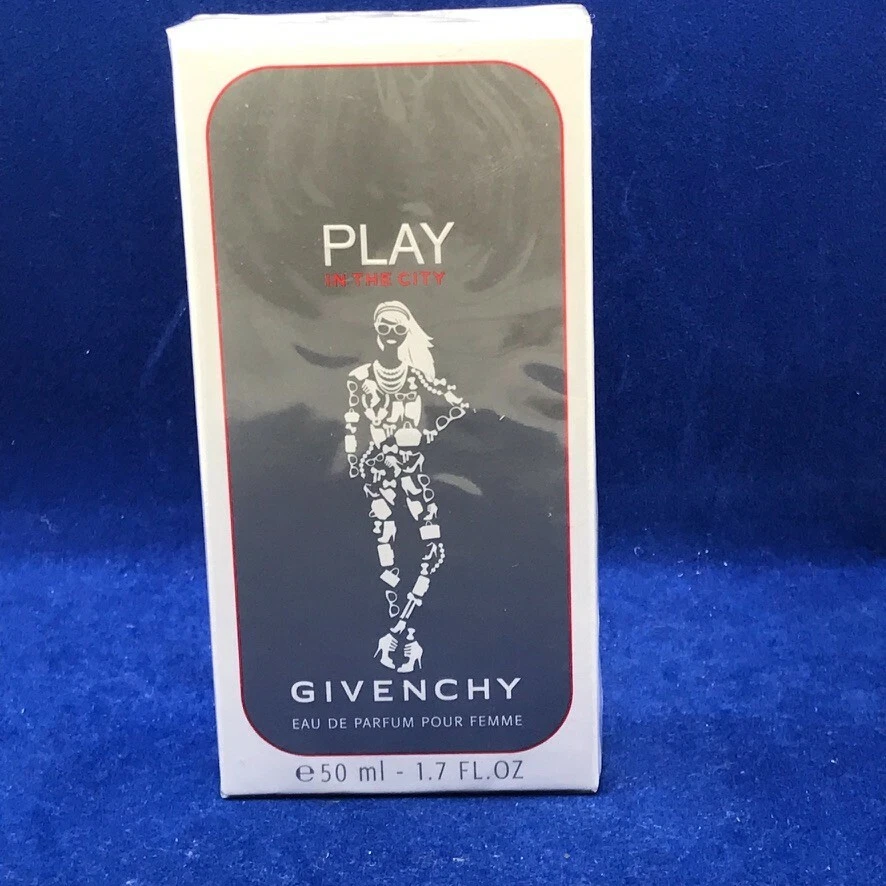 PLAY
IN THE CITY
GIVENCHY
EAU DE PARFUM POUR FEMME
℮50 ml - 1.7 FL.OZ